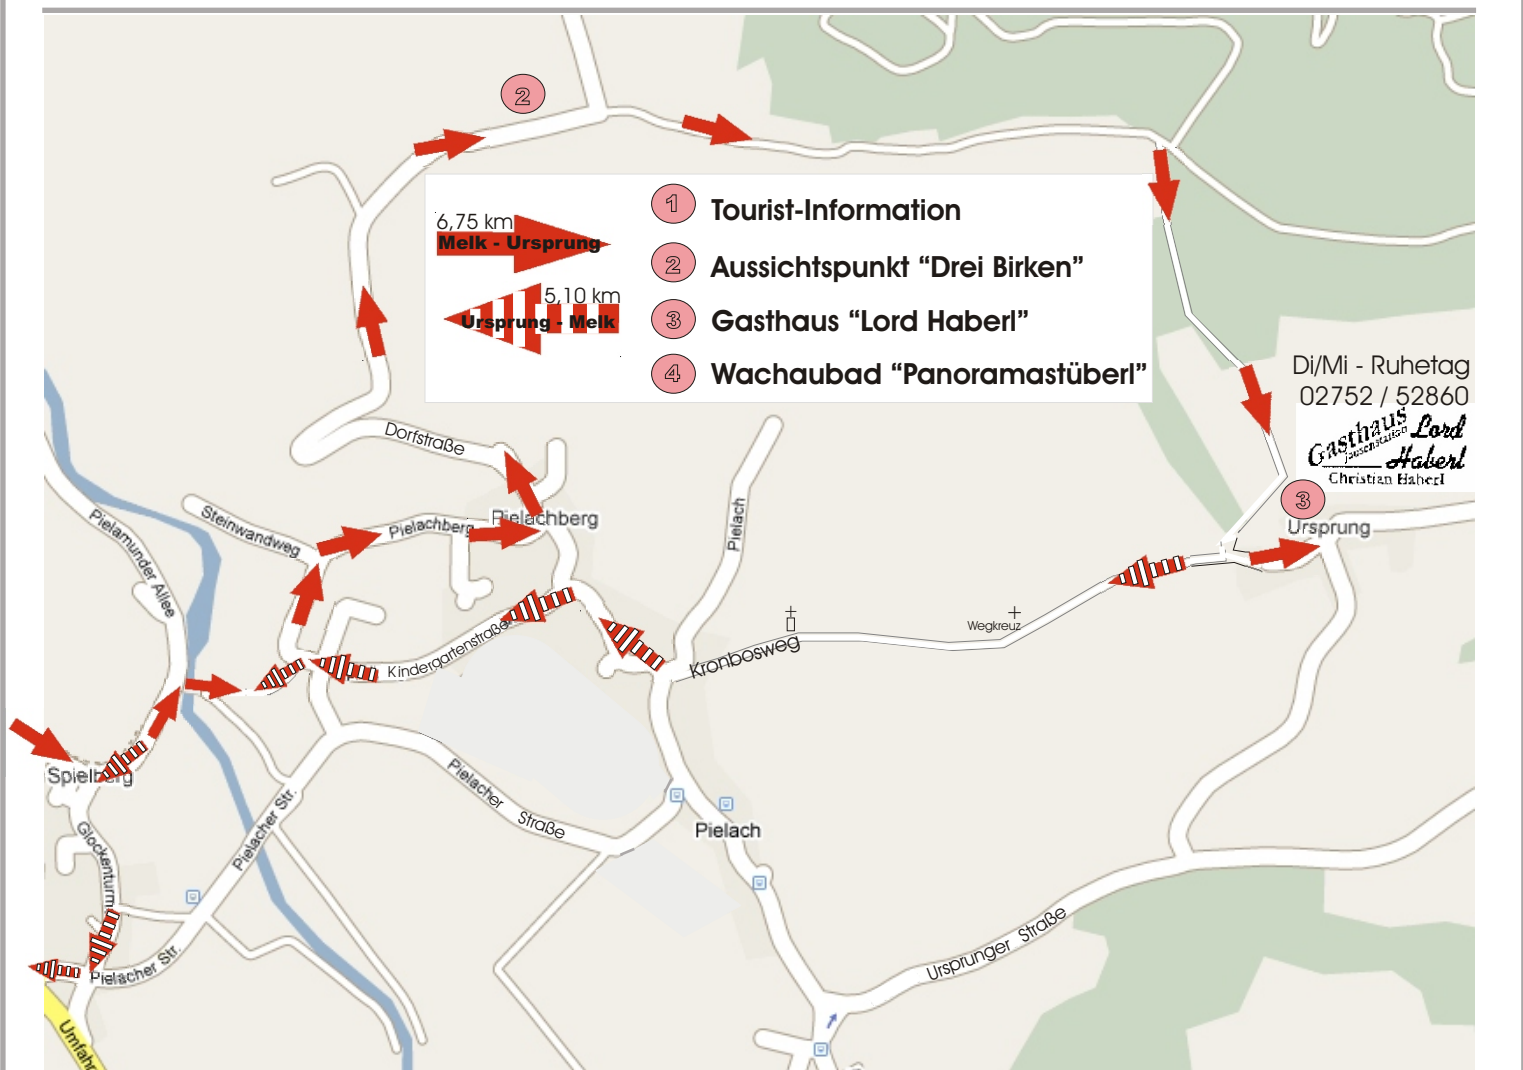 2
6,75 km
Melk - Ursprung
5,10 km
Ursprung - Melk
1 Tourist-Information
2 Aussichtspunkt “Drei Birken”
3 Gasthaus “Lord Haberl”
4 Wachaubad “Panoramastüberl”
Di/Mi - Ruhetag
02752 / 52860
Gasthaus
Jausenstation
Lord
Haberl
Christian Haberl
3
Ursprung
Dorfstraße
Steinwandweg
Pielachberg
Pielachberg
Pielach
Pielamünder Allee
Kindergartenstraße
Kronbosweg
Wegkreuz
Spielberg
Glockenturm
Pielacher Str.
Pielacher Straße
Pielach
Pielacher Str.
Ursprunger Straße
Umfahr